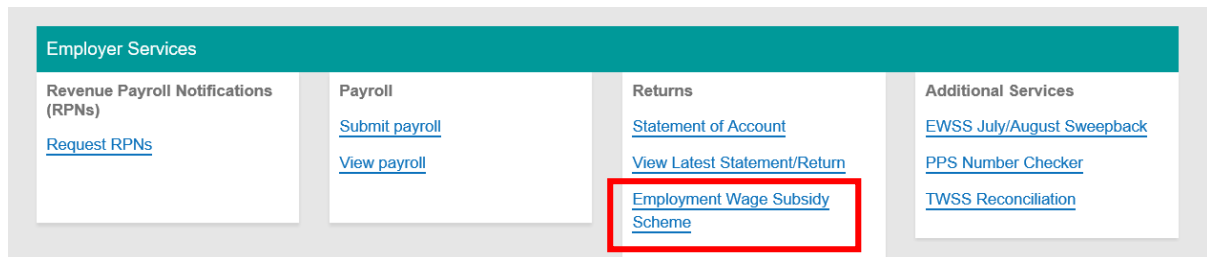 Employer Services
Revenue Payroll Notifications
(RPNs)
Request RPNs
Payroll
Submit payroll
View payroll
Returns
Statement of Account
View Latest Statement/Return
Employment Wage Subsidy
Scheme
Additional Services
EWSS July/August Sweepback
PPS Number Checker
TWSS Reconciliation